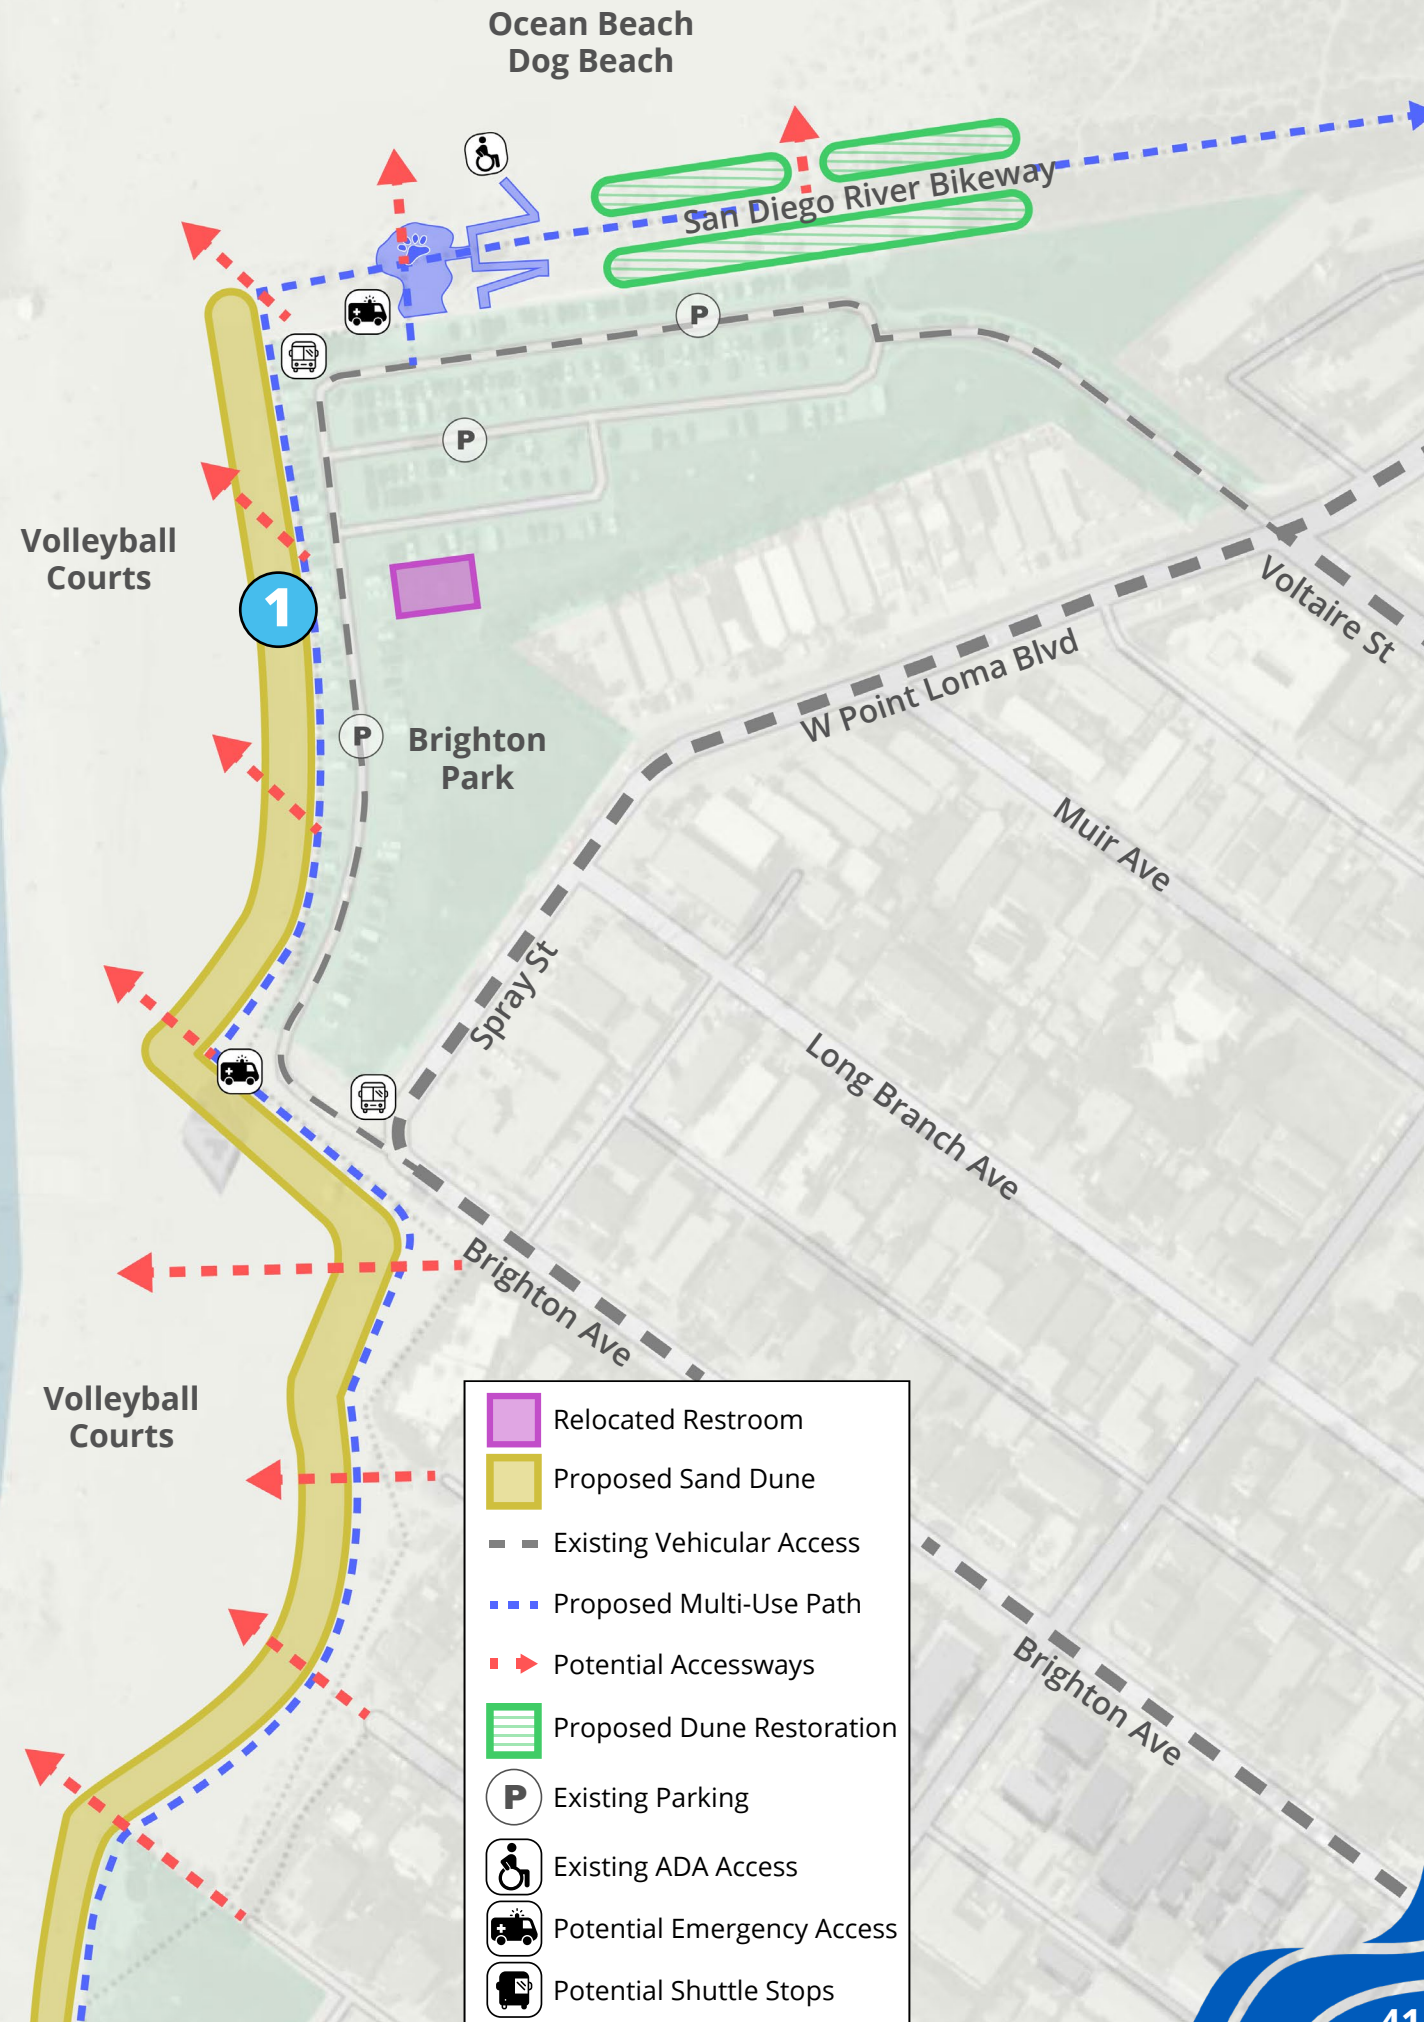 Ocean Beach
Dog Beach
San Diego River Bikeway
P
P
Volleyball
Courts
1
Voltaire St
W Point Loma Blvd
P
Brighton
Park
Muir Ave
Spray St
Long Branch Ave
Brighton Ave
Volleyball
Courts
Relocated Restroom
Proposed Sand Dune
Existing Vehicular Access
Proposed Multi-Use Path
Potential Accessways
Proposed Dune Restoration
P Existing Parking
Existing ADA Access
Potential Emergency Access
Potential Shuttle Stops
Brighton Ave
41